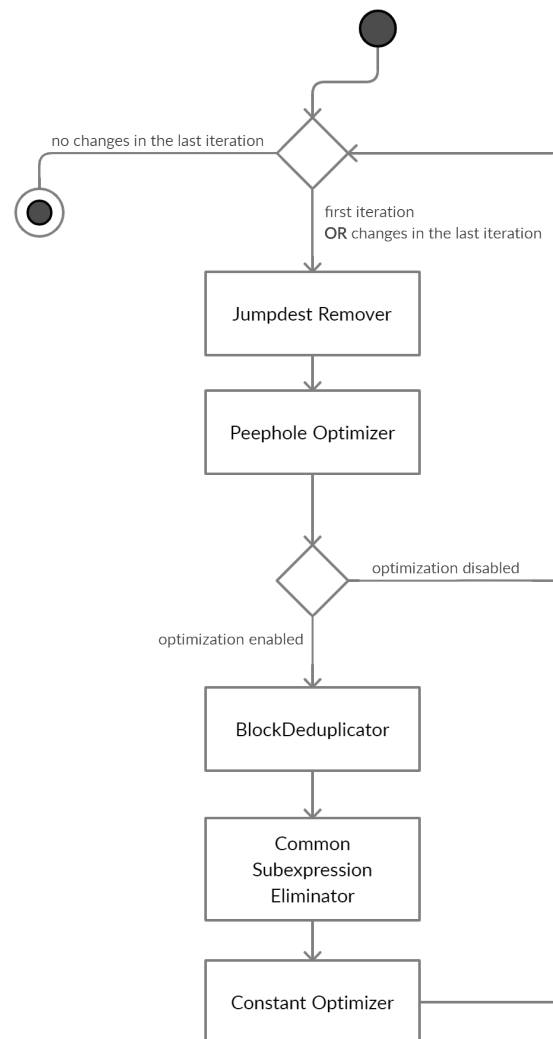 no changes in the last iteration
first iteration
OR changes in the last iteration
Jumpdest Remover
Peephole Optimizer
optimization disabled
optimization enabled
BlockDeduplicator
Common
Subexpression
Eliminator
Constant Optimizer